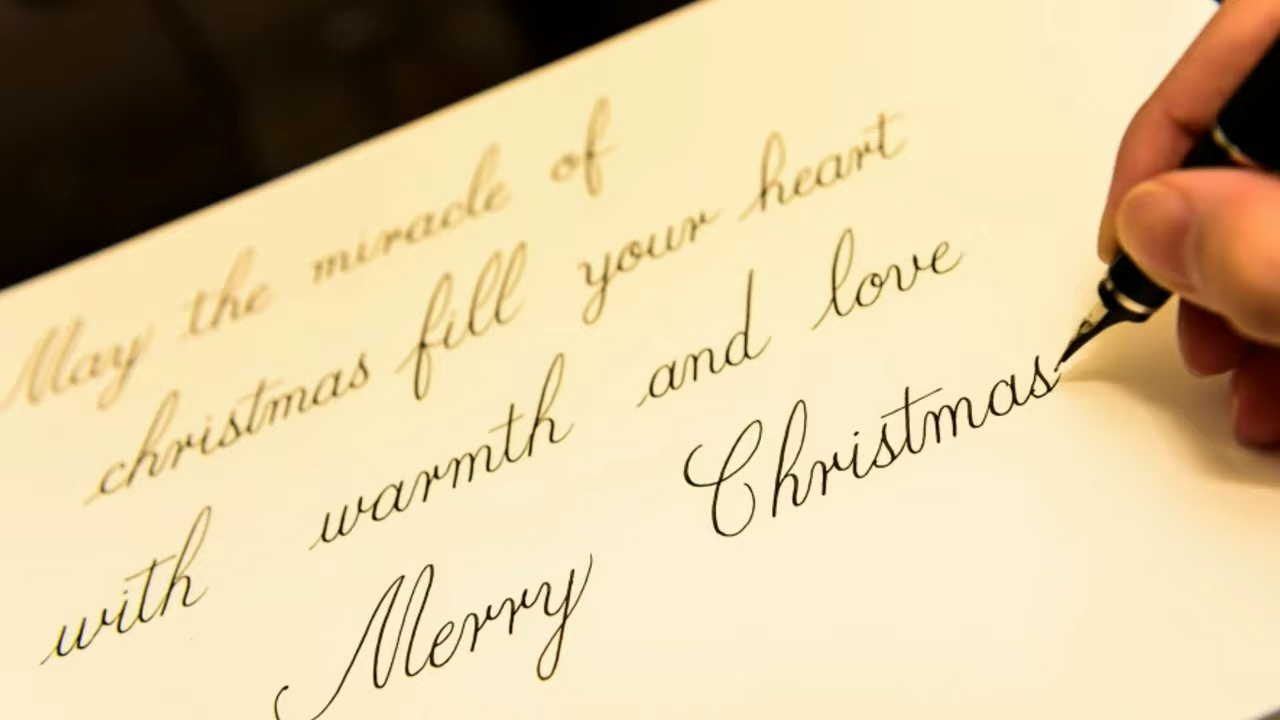 May the miracle of
christmas fill your heart
with warmth and love
Merry Christmas